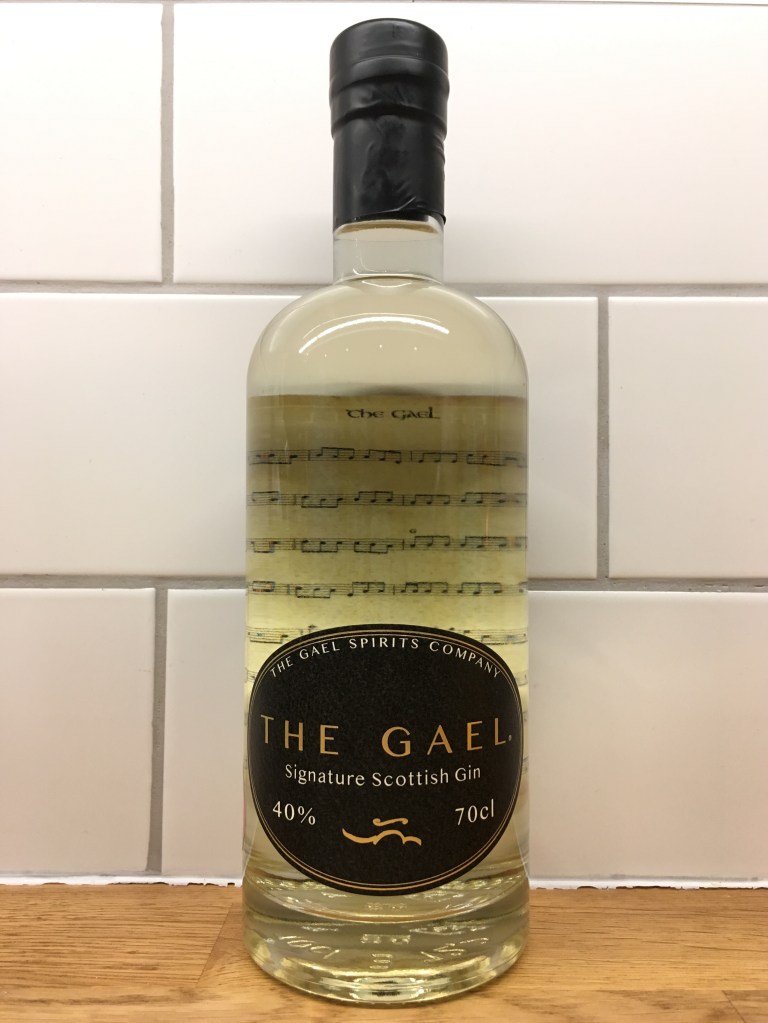 The Gael
THE GAEL SPIRITS COMPANY
THE GAEL®
Signature Scottish Gin
40% 70cl